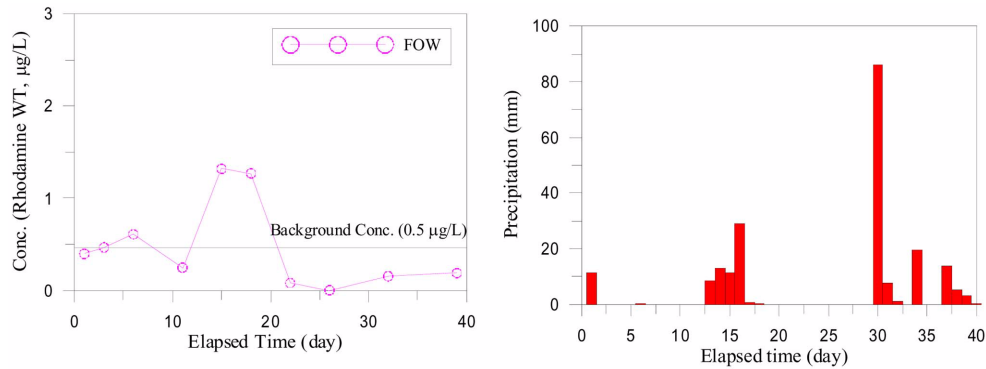 3
2
1
0
Conc. (Rhodamine WT, µg/L)
FOW
Background Conc. (0.5 µg/L)
0 10 20 30 40
Elapsed Time (day)
100
80
60
40
20
0
Precipitation (mm)
0 5 10 15 20 25 30 35 40
Elapsed time (day)